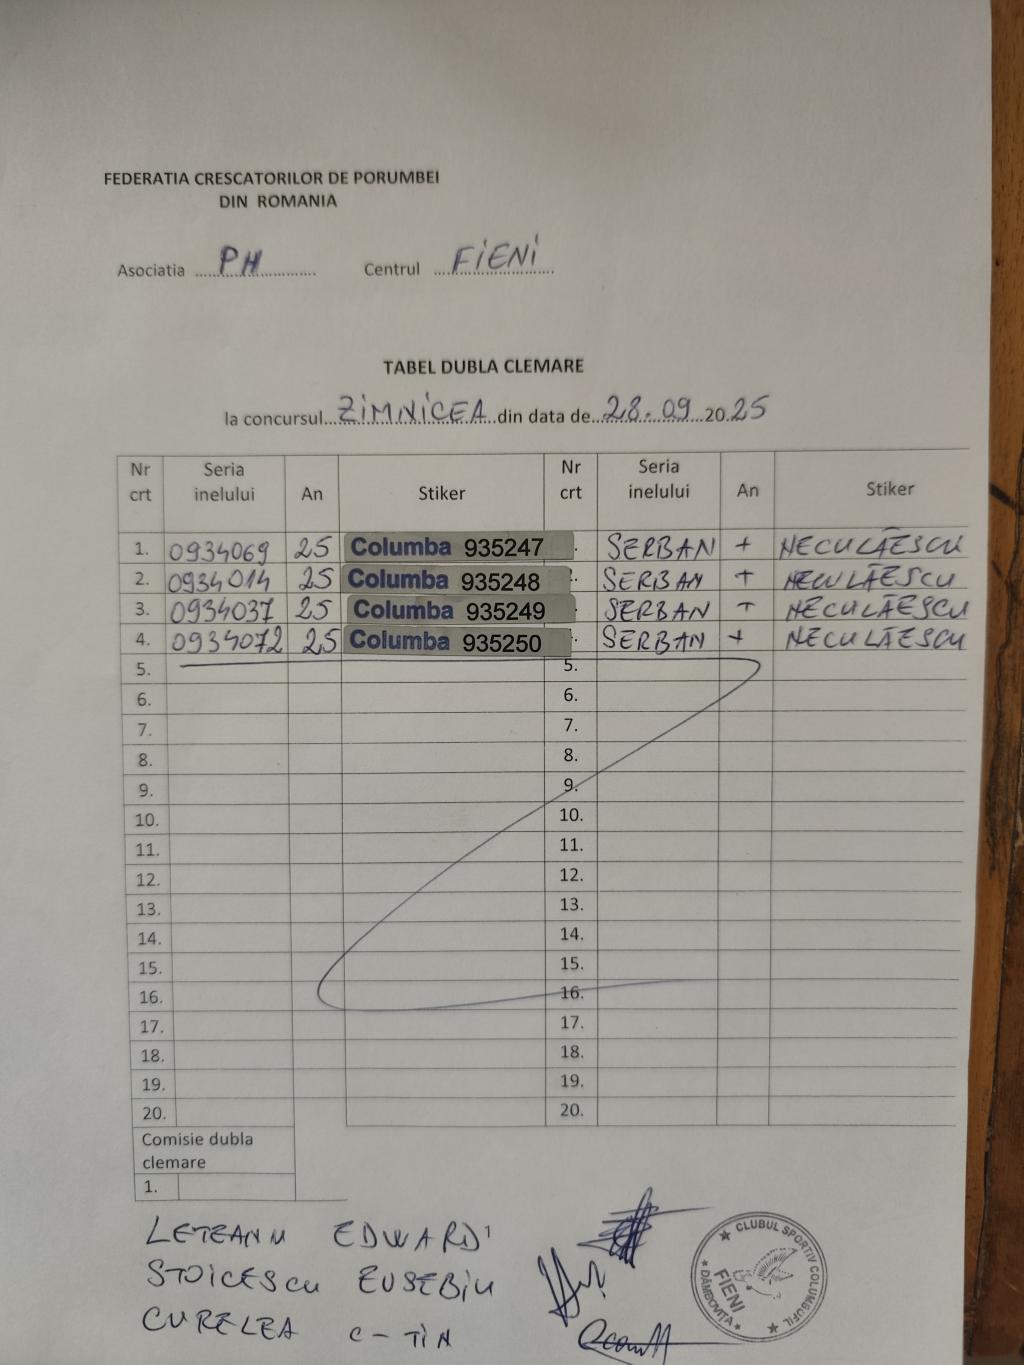 FEDERATIA CRESCATORILOR DE PORUMBEI
DIN ROMANIA
Asociatia PH Centrul FIENI
TABEL DUBLA CLEMARE
la concursul ZIMNICEA din data de 28.09 2025
Nr crt Seria inelului An Stiker Nr crt Seria inelului An Stiker
1. 0934069 25 Columba 935247 SERBAN + NECULĂESCU
2. 0934014 25 Columba 935248 SERBAN + NECULĂESCU
3. 0934037 25 Columba 935249 SERBAN + NECULĂESCU
4. 0934072 25 Columba 935250 SERBAN + NECULĂESCU
5. 5.
6. 6.
7. 7.
8. 8.
9. 9.
10. 10.
11. 11.
12. 12.
13. 13.
14. 14.
15. 15.
16. 16.
17. 17.
18. 18.
19. 19.
20. 20.
Comisie dubla
clemare
1.
LETEANU EDWARD
STOICESCU EUSEBIU
CURELEA C-TIN
CLUBUL SPORTIV COLUMBOFIL
FIENI
DÂMBOVIȚA